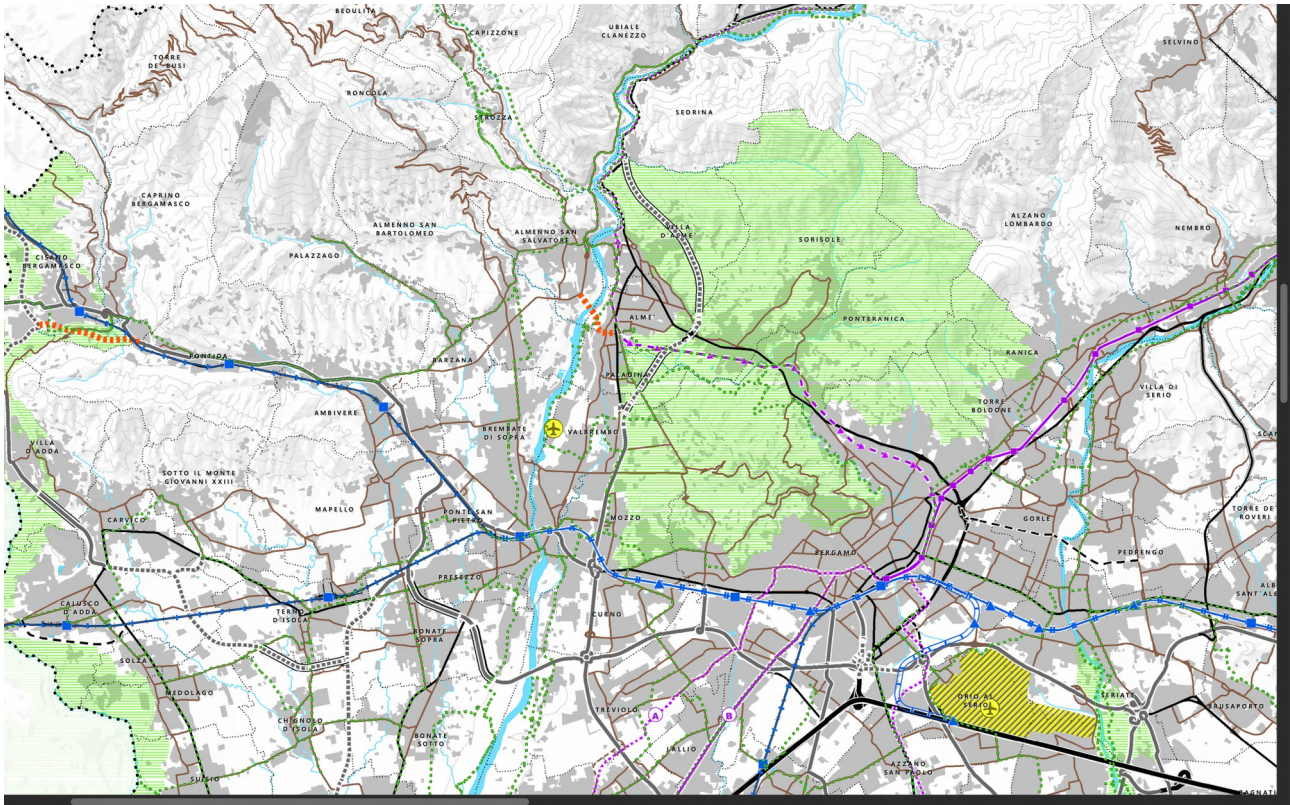 BEDULITA
CAPIZZONE
UBIALE
CLANEZZO
SELVINO
TORRE
DE' BUSI
RONCOLA
STROZZA
SEDRINA
CAPRINO
BERGAMASCO
ALMENNO SAN
BARTOLOMEO
ALMENNO SAN
SALVATORE
VILLA
D'ALMÈ
SORISOLE
ALZANO
LOMBARDO
NEMBRO
CISANO
BERGAMASCO
PALAZZAGO
ALME'
PONTERANICA
PONTIDA
BARZANA
PALADINA
RANICA
VILLA DI
SERIO
AMBIVERE
TORRE
BOLDONE
BREMBATE
DI SOPRA
VALBREMBO
VILLA
D'ADDA
SOTTO IL MONTE
GIOVANNI XXIII
MAPELLO
PONTE SAN
PIETRO
MOZZO
CARVICO
GORLE
TORRE DE'
ROVERI
BERGAMO
PEDRENGO
PRESEZZO
CALUSCO
D'ADDA
TERNO
D'ISOLA
CURNO
BONATE
SOPRA
SOLZA
MEDOLAGO
CHIGNOLO
D'ISOLA
TREVIOLO
A
B
ORIO AL
SERIO
SERIATE
BRUSAPORTO
BONATE
SOTTO
LALLIO
SUISIO
AZZANO
SAN PAOLO